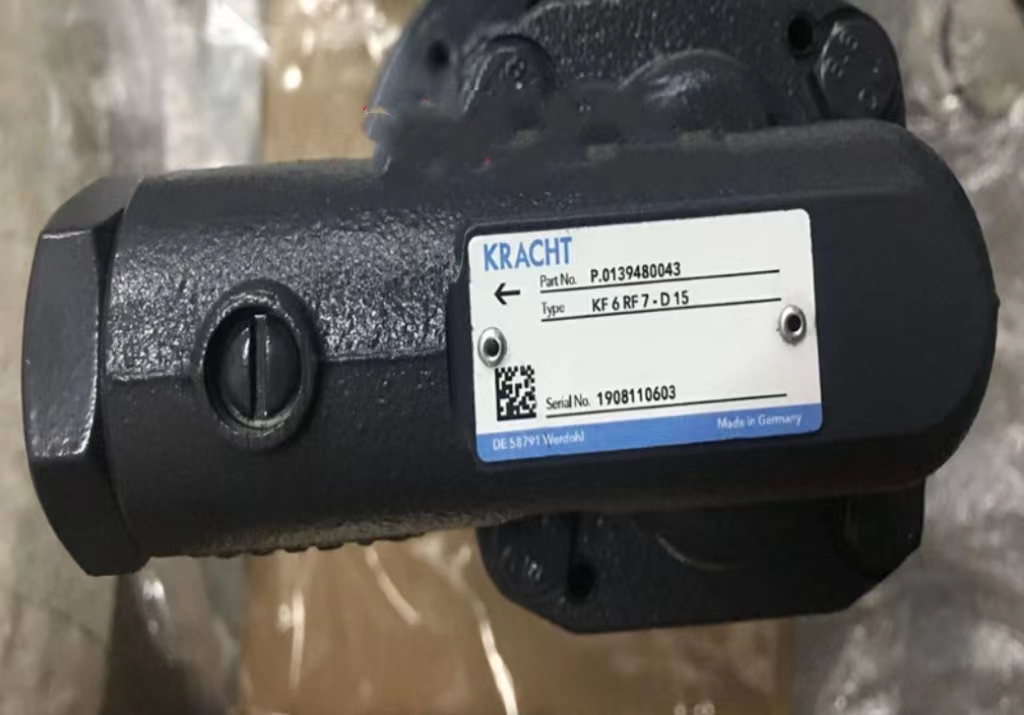 KRACHT
Part No. P.0139480043
← Type KF 6 RF 7 - D 15
Serial No. 1908110603
DE 58791 Werdohl Made in Germany